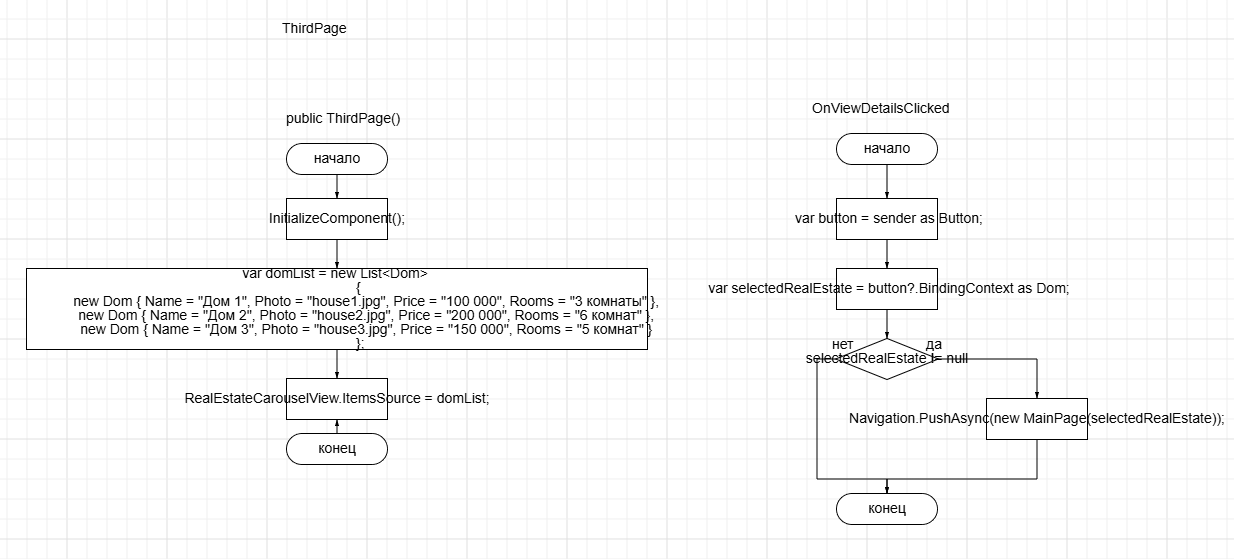 ThirdPage
public ThirdPage()
начало
InitializeComponent();
var domList = new List<Dom>
{
new Dom { Name = "Дом 1", Photo = "house1.jpg", Price = "100 000", Rooms = "3 комнаты" },
new Dom { Name = "Дом 2", Photo = "house2.jpg", Price = "200 000", Rooms = "6 комнат" },
new Dom { Name = "Дом 3", Photo = "house3.jpg", Price = "150 000", Rooms = "5 комнат" }
};
RealEstateCarouselView.ItemsSource = domList;
конец
OnViewDetailsClicked
начало
var button = sender as Button;
var selectedRealEstate = button?.BindingContext as Dom;
нет
да
selectedRealEstate != null
Navigation.PushAsync(new MainPage(selectedRealEstate));
конец